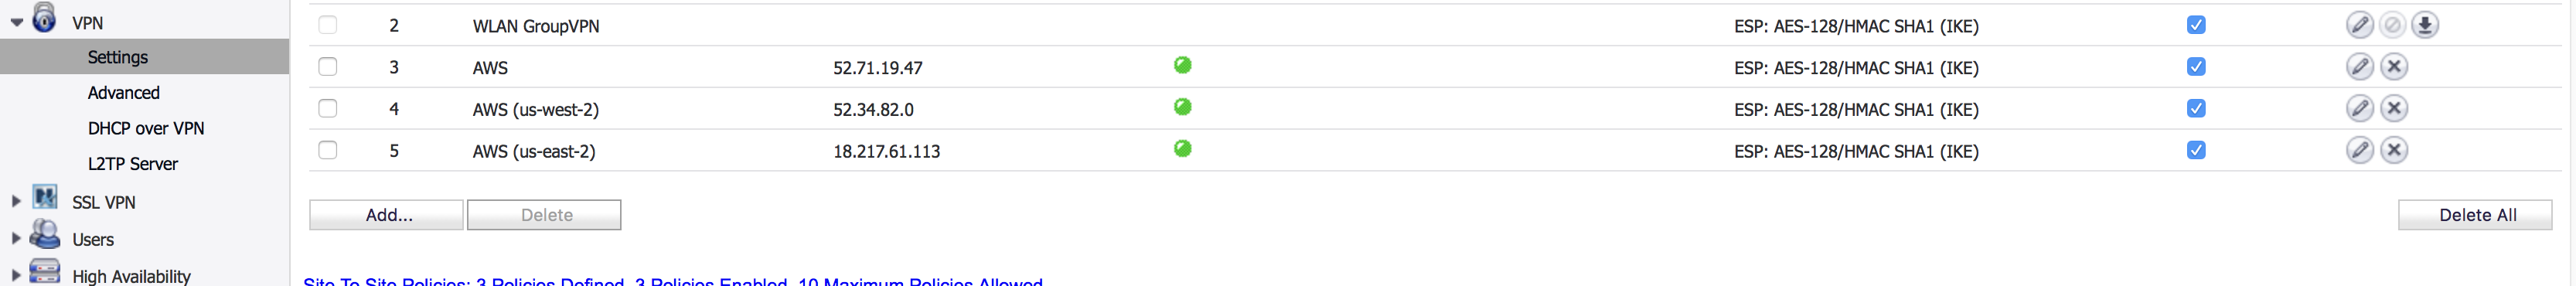 VPN
Settings
Advanced
DHCP over VPN
L2TP Server
SSL VPN
Users
High Availability
2 WLAN GroupVPN ESP: AES-128/HMAC SHA1 (IKE)
3 AWS 52.71.19.47 ESP: AES-128/HMAC SHA1 (IKE)
4 AWS (us-west-2) 52.34.82.0 ESP: AES-128/HMAC SHA1 (IKE)
5 AWS (us-east-2) 18.217.61.113 ESP: AES-128/HMAC SHA1 (IKE)
Add... Delete Delete All
Site To Site Policies: 3 Policies Defined, 3 Policies Enabled, 10 Maximum Policies Allowed